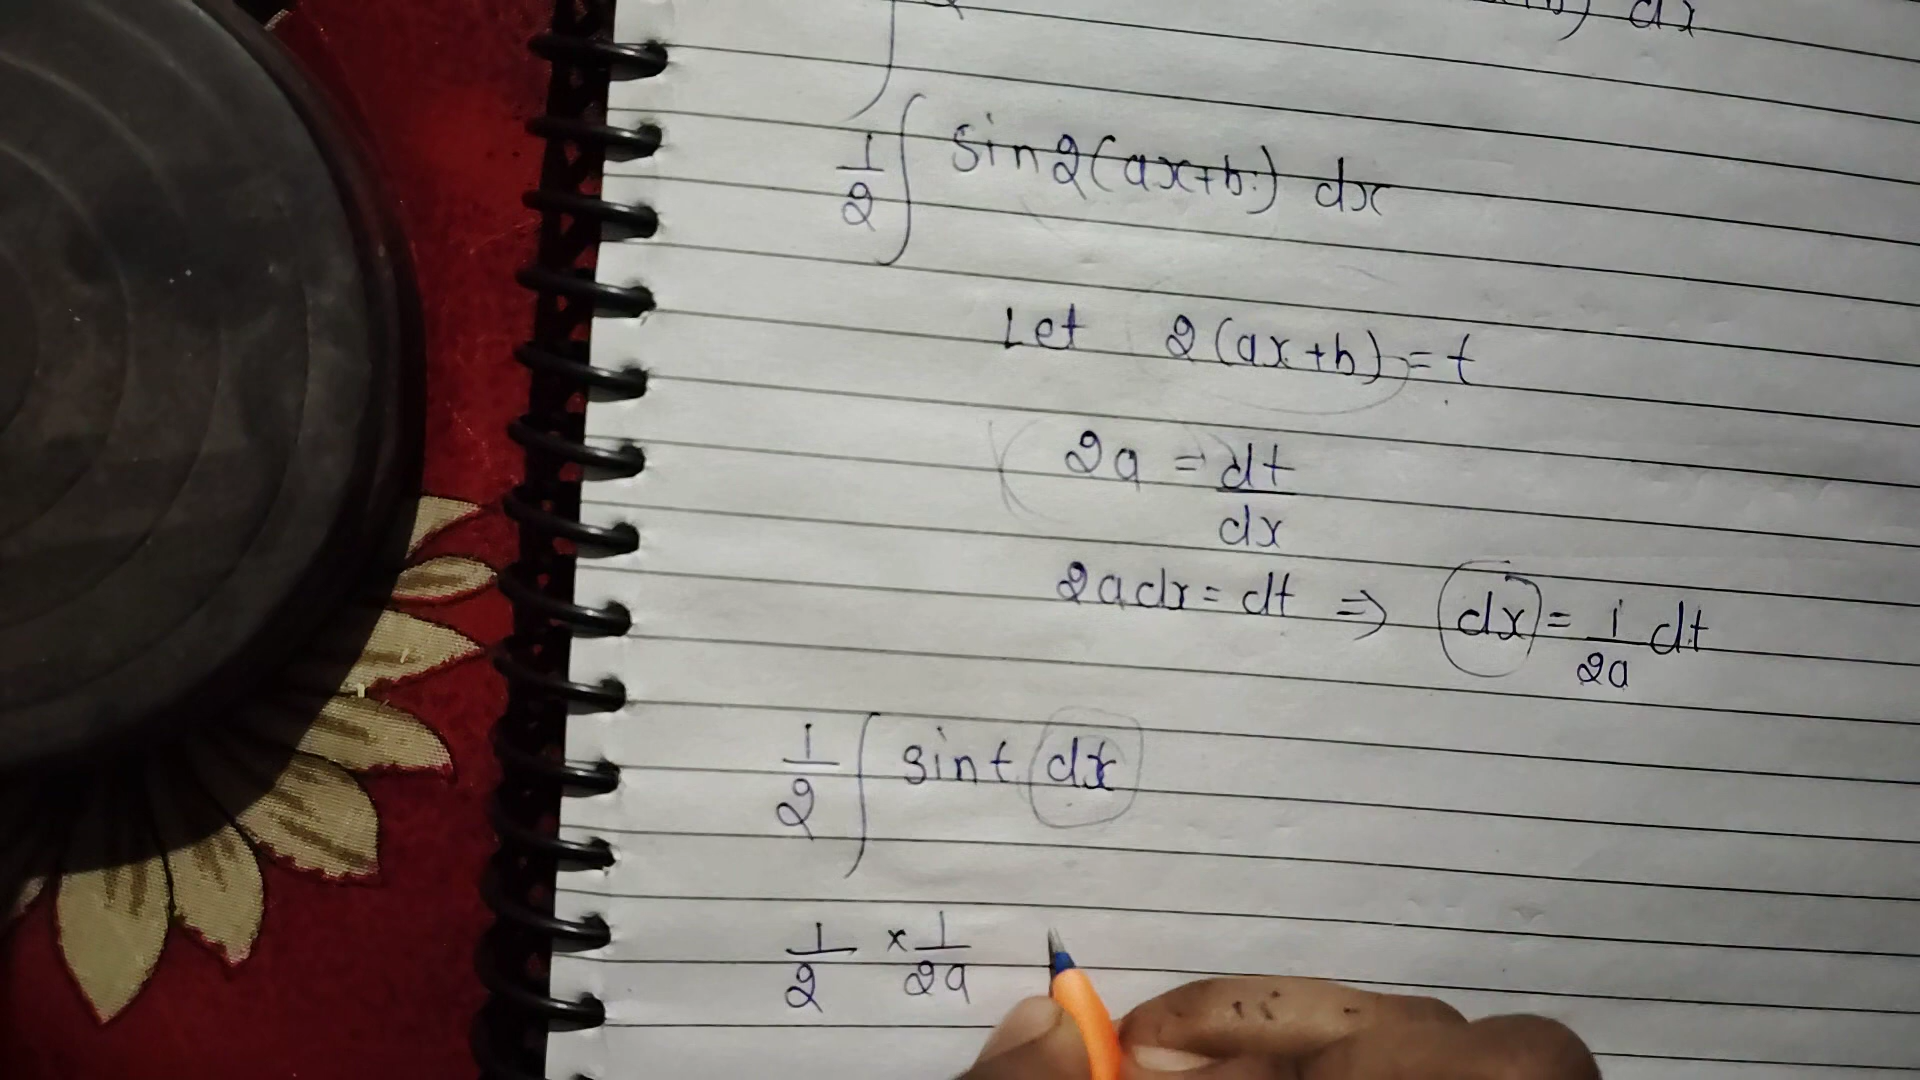 dx
1/2 ∫ sin2(ax+b) dx
Let 2(ax+b) = t
2a = dt/dx
2adx = dt ⇒ dx = 1/2a dt
1/2 ∫ sint dx
1/2 × 1/2a